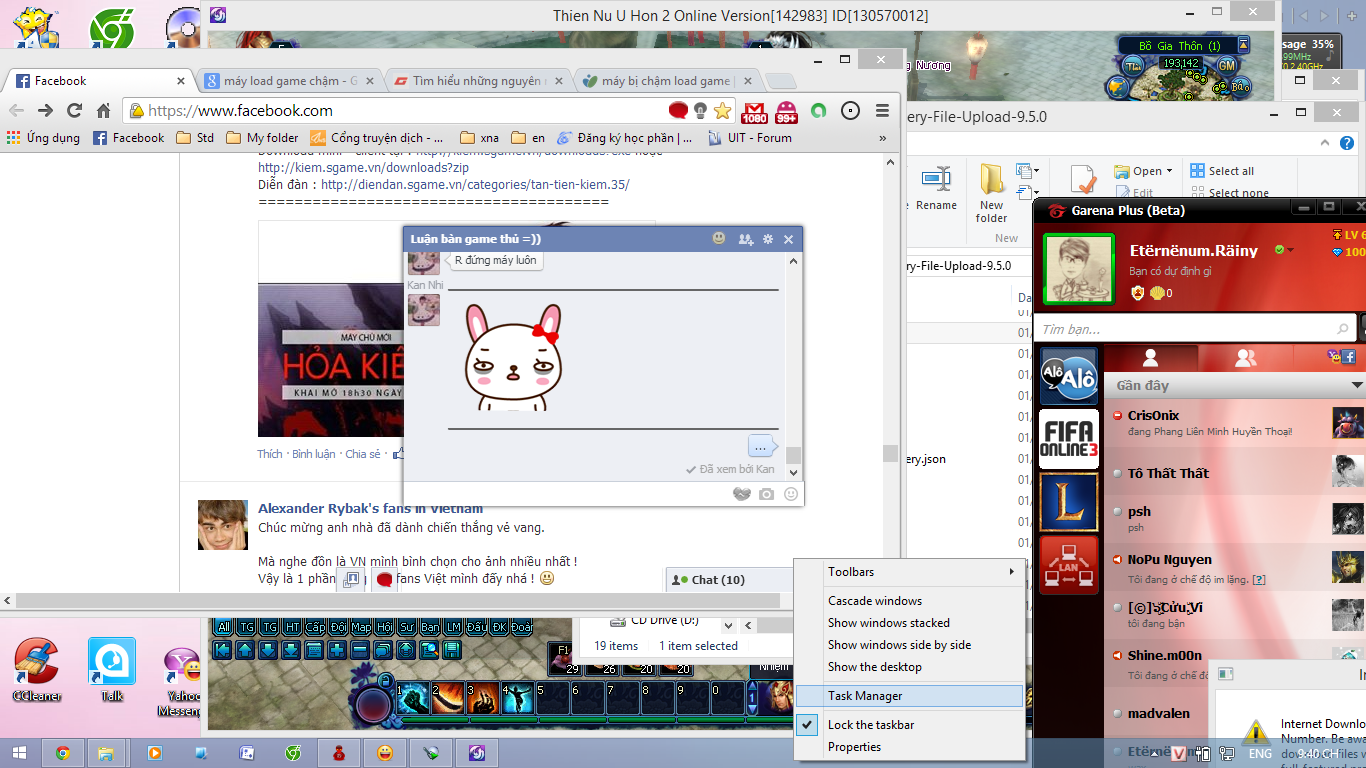 Thien Nu U Hon 2 Online Version[142983] ID[130570012]
Bồ Gia Thôn (1)
sage 35%
193,142
GM
Bảo
Nương
Facebook
máy load game chậm - G
Tìm hiểu những nguyên n
máy bị chậm load game |
https://www.facebook.com
1080
99+
ery-File-Upload-9.5.0
Ứng dụng
Facebook
Std
My folder
Cổng truyện dịch - ...
xna
en
Đăng ký học phần | ...
UIT - Forum
»
http://kiem.sgame.vn/downloads?zip
Diễn đàn : http://diendan.sgame.vn/categories/tan-tien-kiem.35/
=======================================
Rename
New folder
New
Open
Edit
Select all
Select none
ry-File-Upload-9.5.0
Da
ery.json
MÁY CHỦ MỚI
HỎA KIẾ
KHAI MỞ 18h30 NGÀY
Thích · Bình luận · Chia sẻ ·
Luận bàn game thủ =))
R đứng máy luôn
Kan Nhi
...
Đã xem bởi Kan
Alexander Rybak's fans in Vietnam
Chúc mừng anh nhà đã dành chiến thắng vẻ vang.
Mà nghe đồn là VN mình bình chọn cho ảnh nhiều nhất !
Vậy là 1 phần
fans Việt mình đấy nhá !
Chat (10)
Garena Plus (Beta)
Etërnënum.Räiny
LV 6
100
Bạn có dự định gì
0
Tìm bạn...
Alô Alô
FIFA ONLINE 3
L
LAN
Gần đây
CrisOnix
đang Phang Liên Minh Huyền Thoại!
Tô Thất Thất
psh
psh
NoPu Nguyen
Tôi đang ở chế độ im lặng. [?]
tôi đang bận
Shine.m00n
Tôi đang ở chế độ
madvalen
Toolbars
Cascade windows
Show windows stacked
Show windows side by side
Show the desktop
Task Manager
Lock the taskbar
Properties
All TG TG HT Cấp Đội Map Hội Sư Bạn LM Đấu ĐK Đoài
CD Drive (D:)
19 items
1 item selected
F1
29 26 20 20
Nhiệm
1 2 3 4 5 6 7 8 9 0
1
CCleaner
Talk
Yahoo
Messeng
In
Internet Downlo
Number. Be awa
ENG
9:40 CH